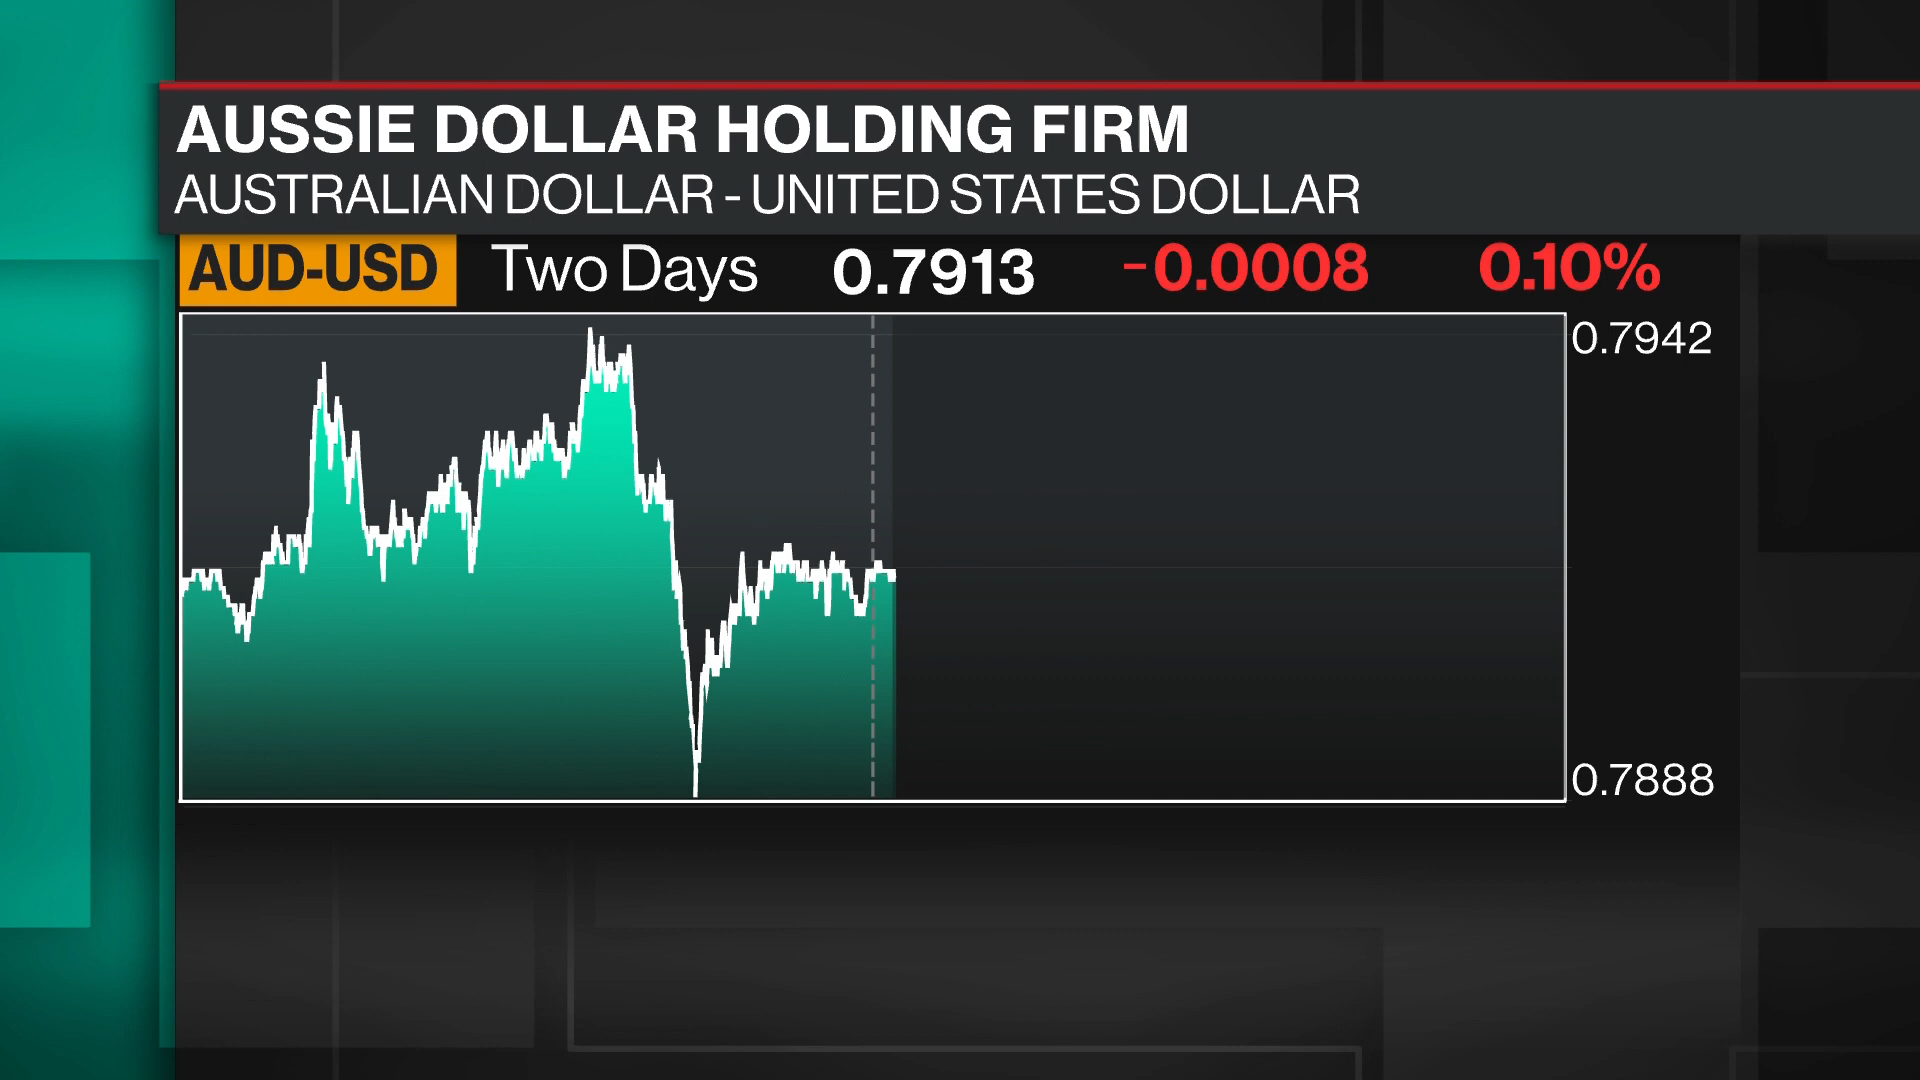 AUSSIE DOLLAR HOLDING FIRM
AUSTRALIAN DOLLAR - UNITED STATES DOLLAR
AUD-USD Two Days 0.7913 -0.0008 0.10%
0.7942
0.7888